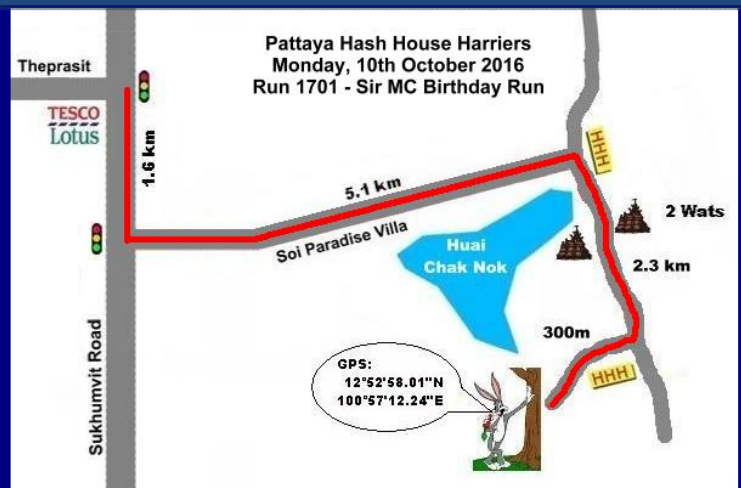 Pattaya Hash House Harriers
Monday, 10th October 2016
Run 1701 - Sir MC Birthday Run
Theprasit
TESCO
Lotus
1.6 km
5.1 km
Soi Paradise Villa
HHH
2 Wats
Huai
Chak Nok
2.3 km
300m
HHH
GPS:
12°52'58.01"N
100°57'12.24"E
Sukhumvit Road